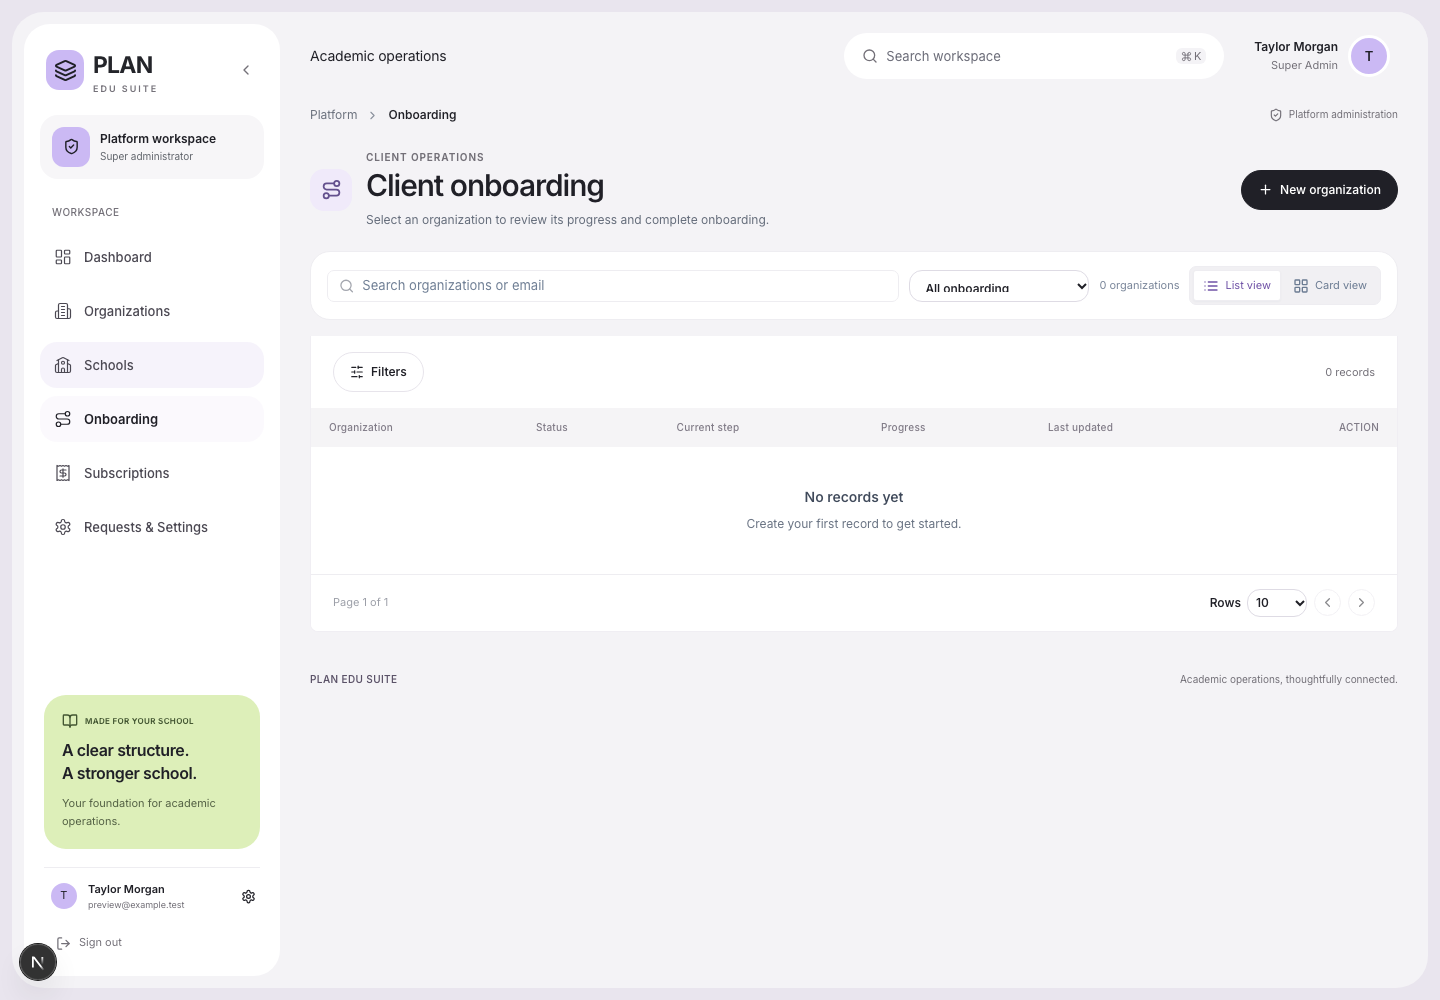 PLAN
EDU SUITE
Platform workspace
Super administrator
WORKSPACE
Dashboard
Organizations
Schools
Onboarding
Subscriptions
Requests & Settings
MADE FOR YOUR SCHOOL
A clear structure.
A stronger school.
Your foundation for academic
operations.
T
Taylor Morgan
preview@example.test
Sign out
N
Academic operations
Search workspace
⌘ K
Taylor Morgan
Super Admin
T
Platform
Onboarding
Platform administration
CLIENT OPERATIONS
Client onboarding
Select an organization to review its progress and complete onboarding.
New organization
Search organizations or email
All onboarding
0 organizations
List view
Card view
Filters
0 records
Organization Status Current step Progress Last updated ACTION
No records yet
Create your first record to get started.
Page 1 of 1
Rows 10
PLAN EDU SUITE
Academic operations, thoughtfully connected.